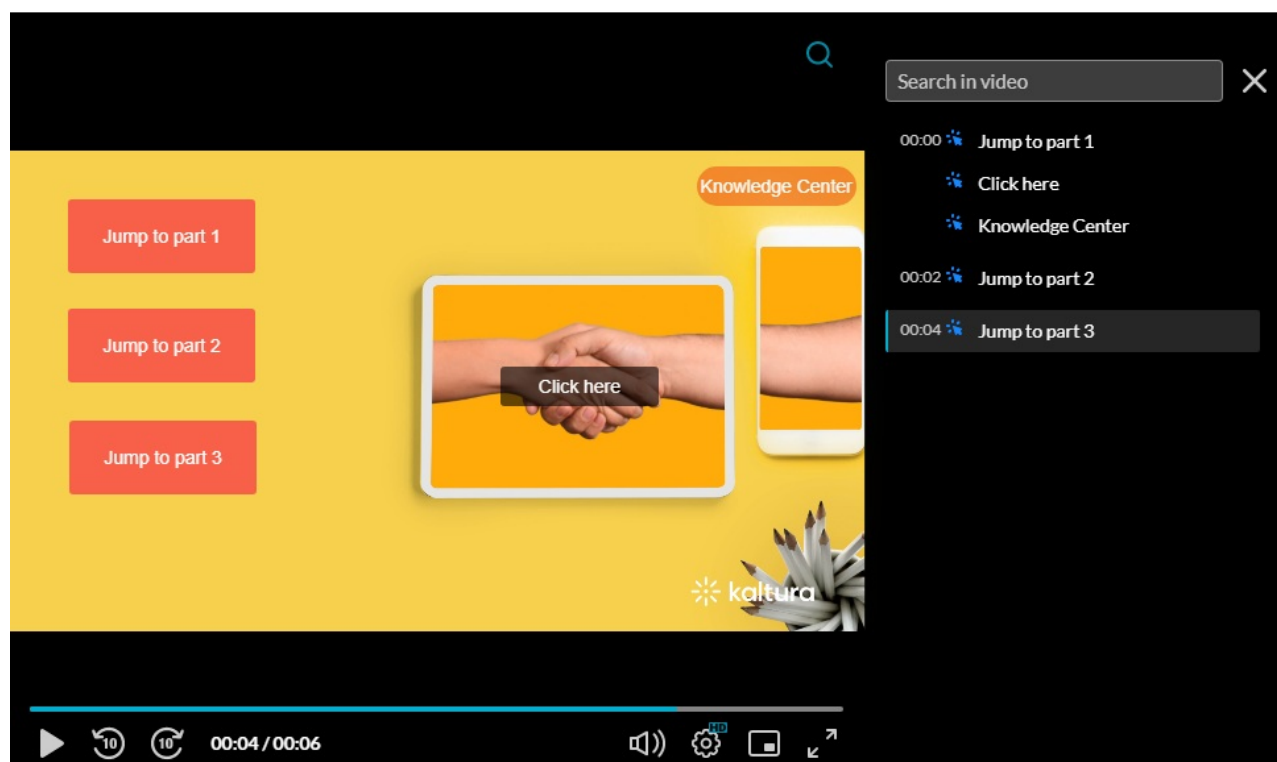 Search in video
00:00 Jump to part 1
Click here
Knowledge Center
00:02 Jump to part 2
00:04 Jump to part 3
Knowledge Center
Jump to part 1
Jump to part 2
Click here
Jump to part 3
kaltura
10 10 00:04 / 00:06 HD